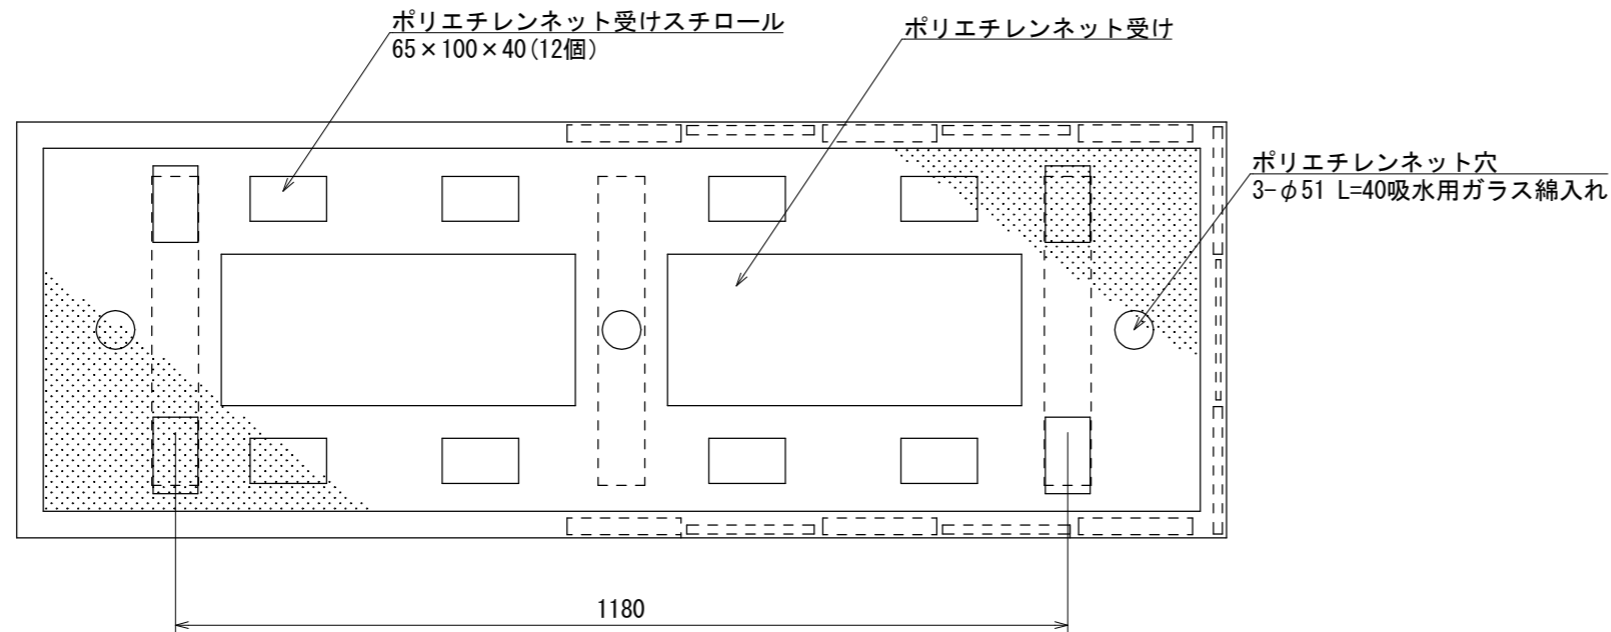 ポリエチレンネット受けスチロール
65×100×40(12個)
ポリエチレンネット受け
ポリエチレンネット穴
3-φ51 L=40吸水用ガラス綿入れ
1180